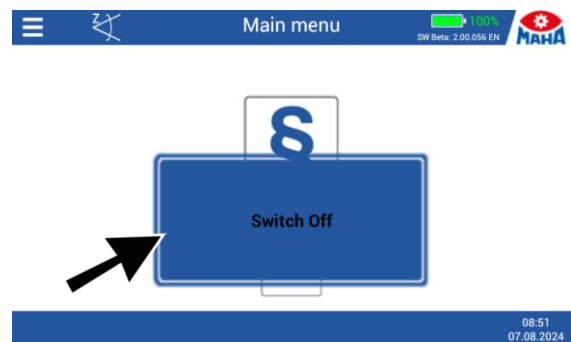 Z
Main menu
100%
SW Beta: 2.00.056 EN
MAHA
§
Switch Off
08:51
07.08.2024